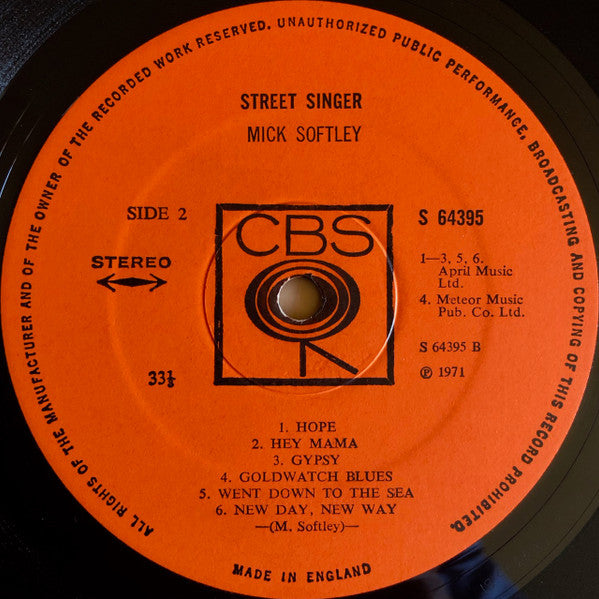 ALL RIGHTS OF THE MANUFACTURER AND OF THE OWNER OF THE RECORDED WORK RESERVED. UNAUTHORIZED PUBLIC PERFORMANCE, BROADCASTING AND COPYING OF THIS RECORD PROHIBITED.
STREET SINGER
MICK SOFTLEY
SIDE 2
CBS
S 64395
STEREO
1—3, 5, 6.
April Music
Ltd.
4. Meteor Music
Pub. Co. Ltd.
S 64395 B
33⅓
℗ 1971
1. HOPE
2. HEY MAMA
3. GYPSY
4. GOLDWATCH BLUES
5. WENT DOWN TO THE SEA
6. NEW DAY, NEW WAY
—(M. Softley)—
MADE IN ENGLAND